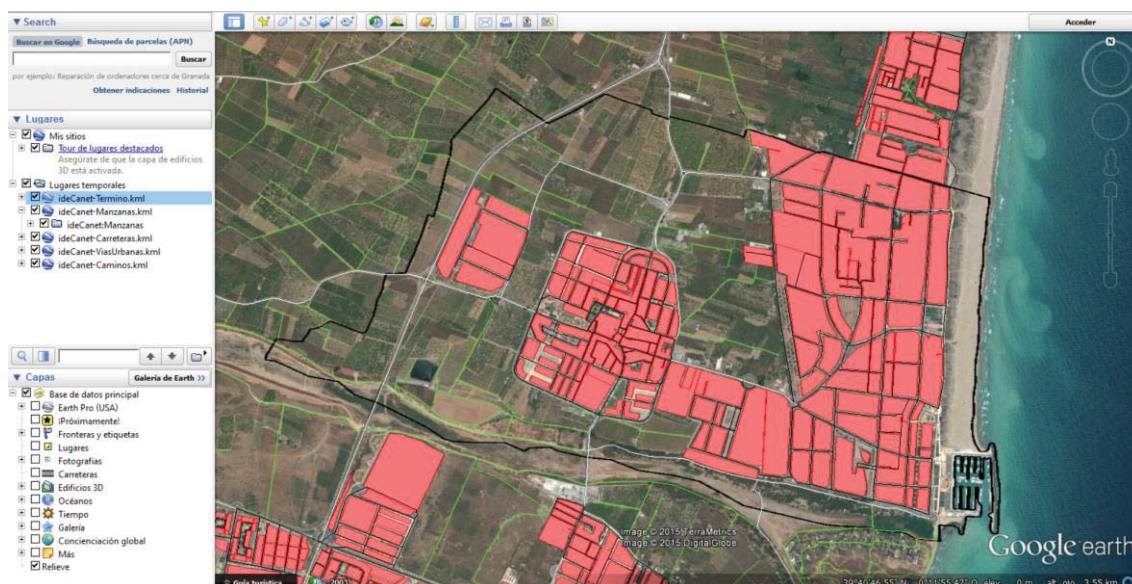 Search
Acceder
Buscar en Google Búsqueda de parcelas (APN)
Buscar
por ejemplo: Reparación de ordenadores cerca de Granada
Obtener indicaciones Historial
Lugares
Mis sitios
Tour de lugares destacados
Asegúrate de que la capa de edificios
3D está activada.
Lugares temporales
ideCanet-Termino.kml
ideCanet-Manzanas.kml
ideCanet:Manzanas
ideCanet-Carreteras.kml
ideCanet-ViasUrbanas.kml
ideCanet-Caminos.kml
Capas
Galería de Earth >>
Base de datos principal
Earth Pro (USA)
¡Próximamente!
Fronteras y etiquetas
Lugares
Fotografías
Carreteras
Edificios 3D
Océanos
Tiempo
Galería
Concienciación global
Más
Relieve
N
Image © 2015 TerraMetrics
Image © 2015 DigitalGlobe
Google earth
Guía turística
2003